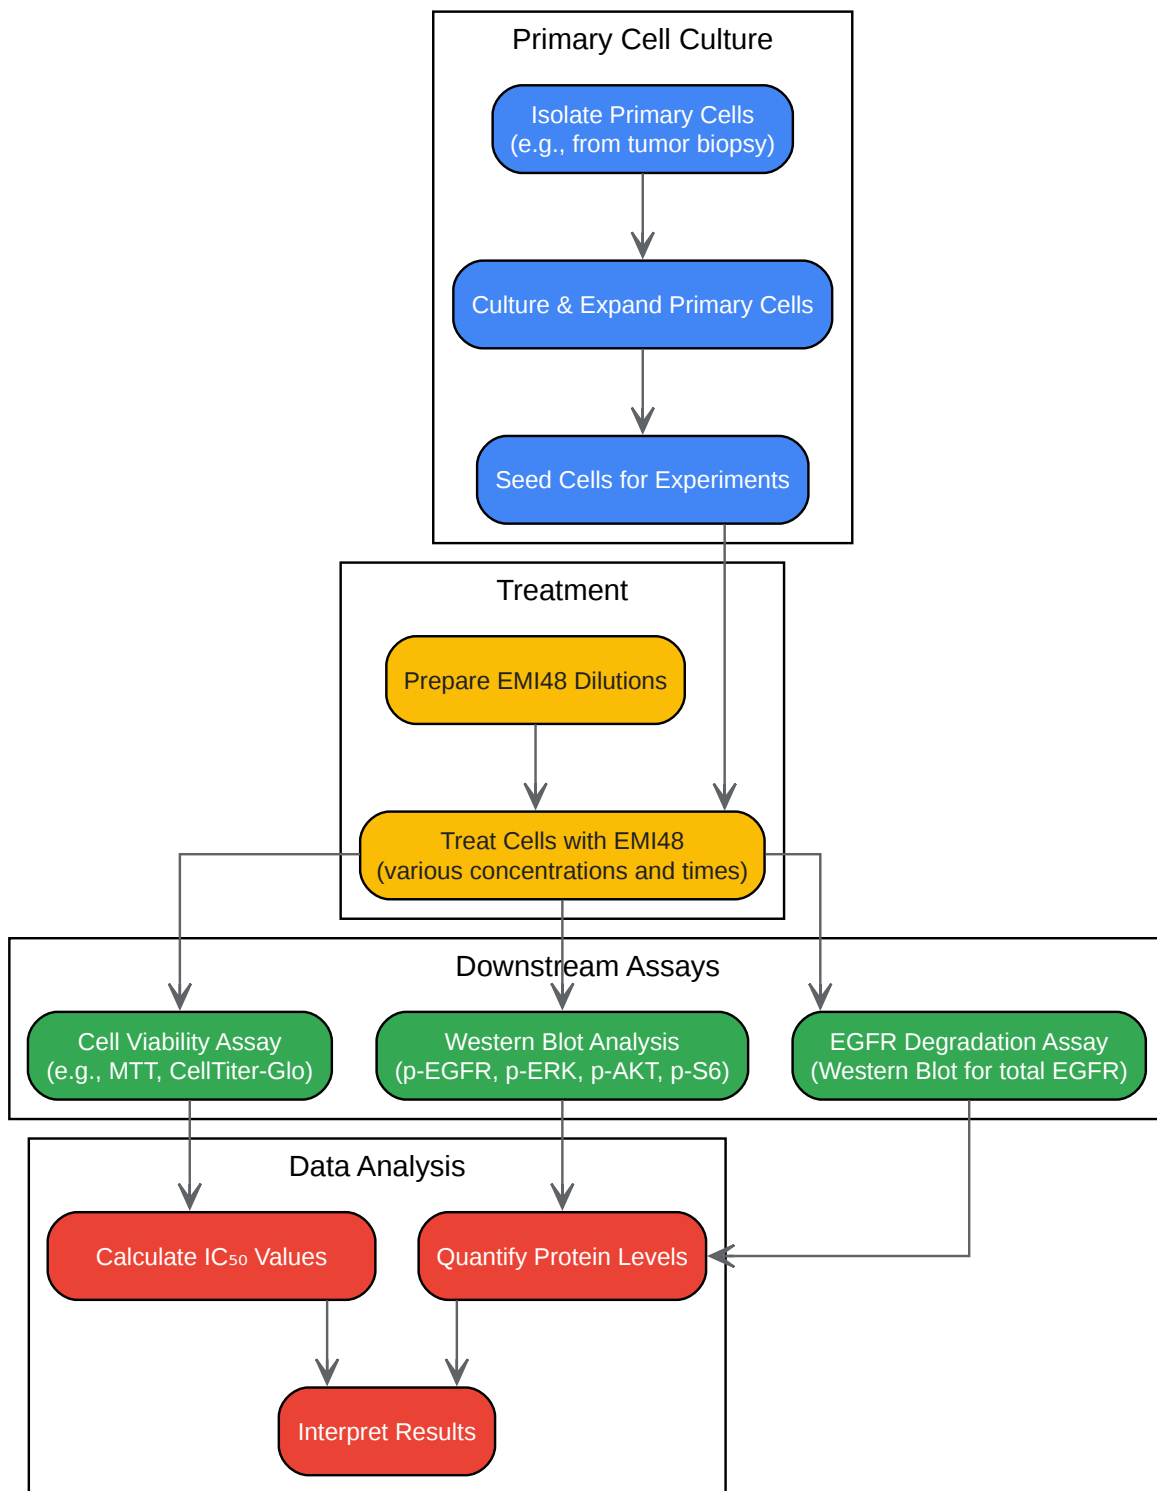 Primary Cell Culture
Isolate Primary Cells
(e.g., from tumor biopsy)
Culture & Expand Primary Cells
Seed Cells for Experiments
Treatment
Prepare EMI48 Dilutions
Treat Cells with EMI48
(various concentrations and times)
Downstream Assays
Cell Viability Assay
(e.g., MTT, CellTiter-Glo)
Western Blot Analysis
(p-EGFR, p-ERK, p-AKT, p-S6)
EGFR Degradation Assay
(Western Blot for total EGFR)
Data Analysis
Calculate IC₅₀ Values
Quantify Protein Levels
Interpret Results